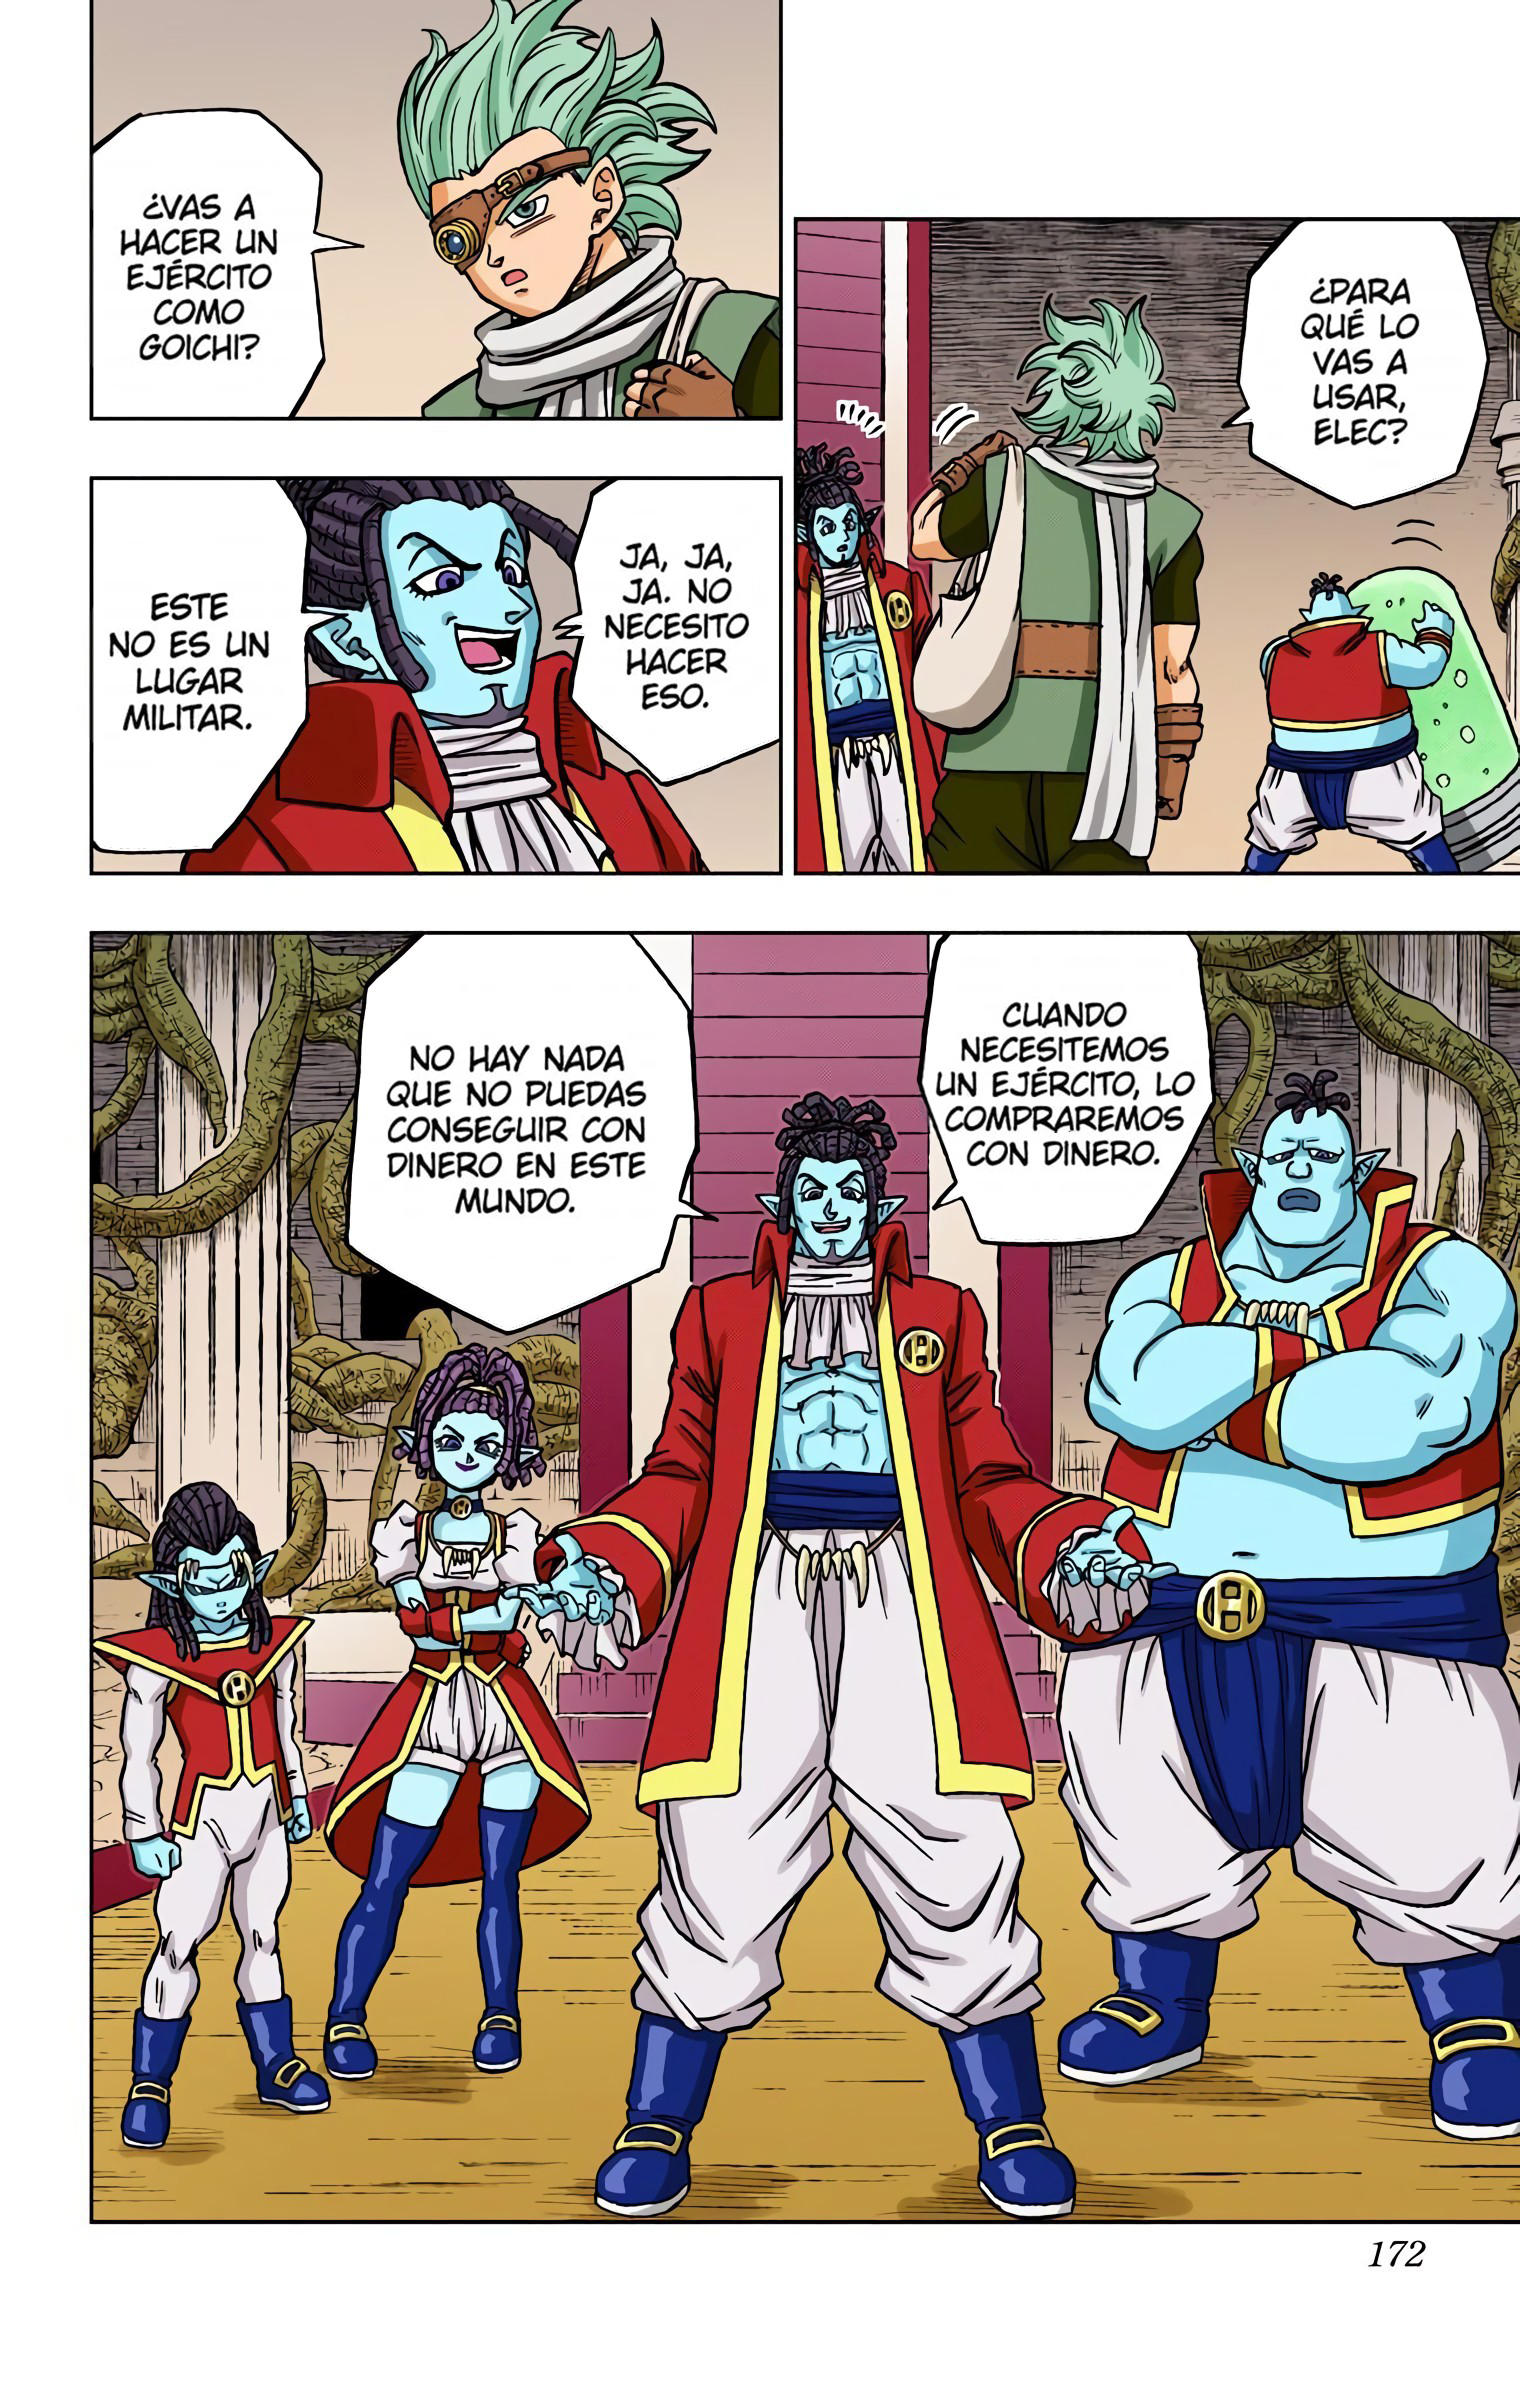 ¿PARA
QUÉ LO
VAS A
USAR,
ELEC?
¿VAS A
HACER UN
EJÉRCITO
COMO
GOICHI?
JA, JA,
JA. NO
NECESITO
HACER
ESO.
ESTE
NO ES UN
LUGAR
MILITAR.
CUANDO
NECESITEMOS
UN EJÉRCITO, LO
COMPRAREMOS
CON DINERO.
NO HAY NADA
QUE NO PUEDAS
CONSEGUIR CON
DINERO EN ESTE
MUNDO.
172